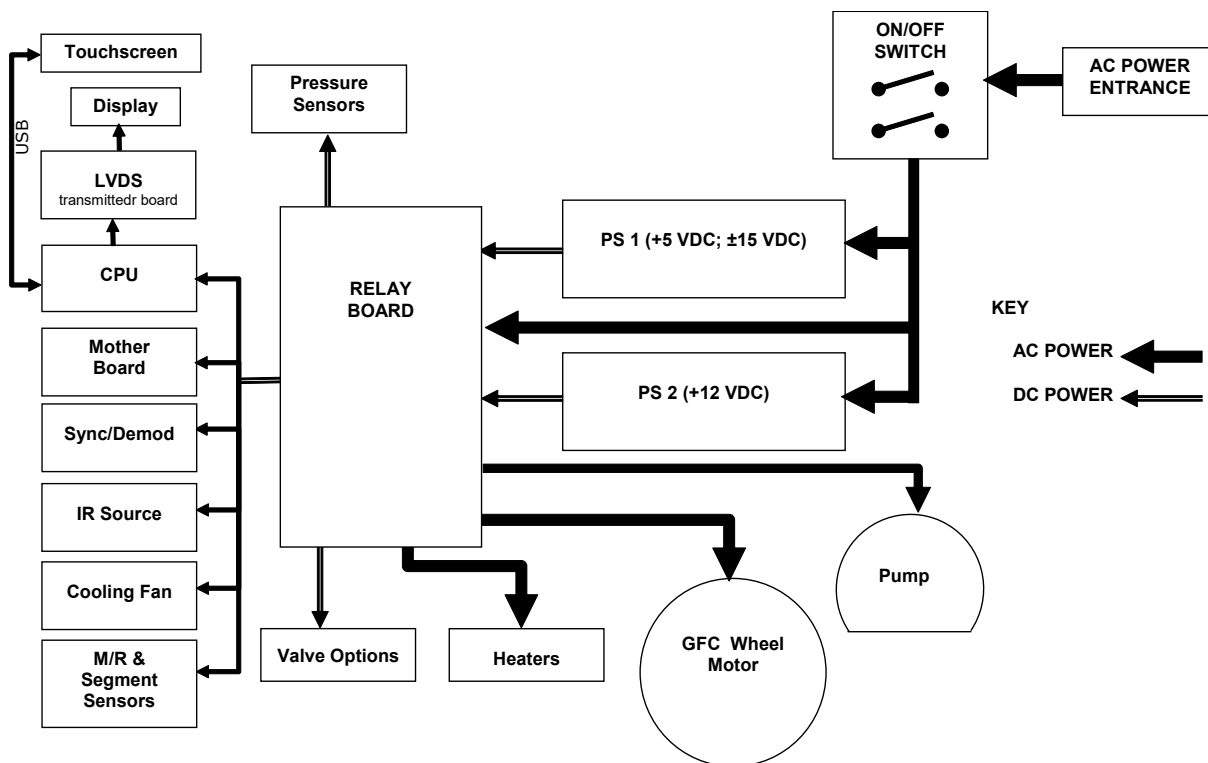 Touchscreen
USB
Display
LVDS
transmittedr board
CPU
Mother
Board
Sync/Demod
IR Source
Cooling Fan
M/R &
Segment
Sensors
Pressure
Sensors
RELAY
BOARD
Valve Options
Heaters
PS 1 (+5 VDC; ±15 VDC)
PS 2 (+12 VDC)
ON/OFF
SWITCH
AC POWER
ENTRANCE
KEY
AC POWER
DC POWER
GFC Wheel
Motor
Pump